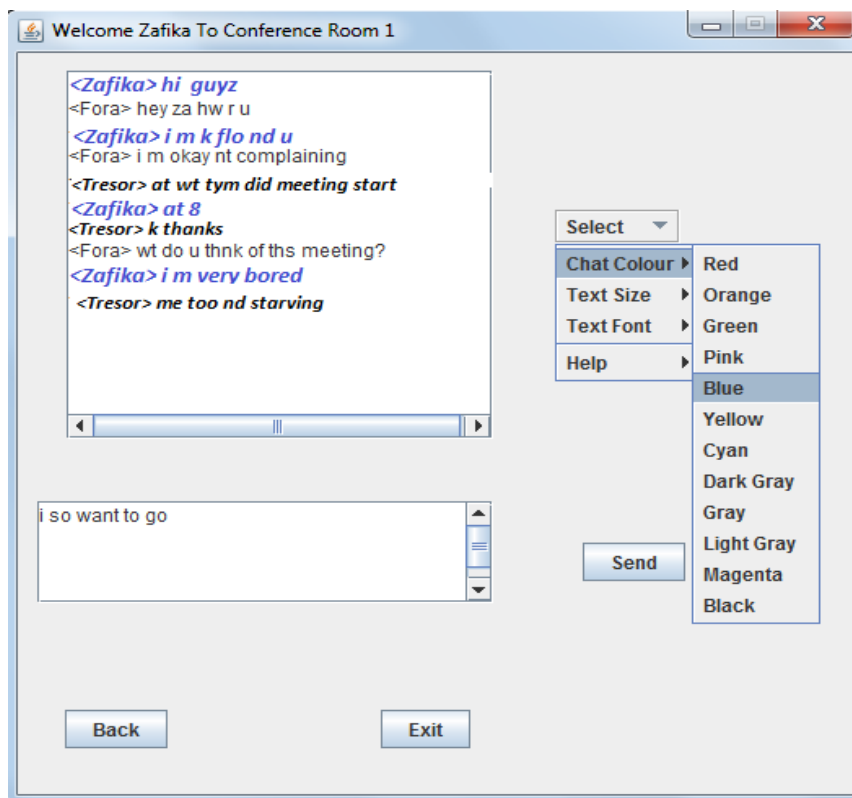 Welcome Zafika To Conference Room 1
<Zafika> hi guyz
<Fora> hey za hw r u
<Zafika> i m k flo nd u
<Fora> i m okay nt complaining
<Tresor> at wt tym did meeting start
<Zafika> at 8
<Tresor> k thanks
<Fora> wt do u thnk of ths meeting?
<Zafika> i m very bored
<Tresor> me too nd starving
i so want to go
Select
Chat Colour
Text Size
Text Font
Help
Red
Orange
Green
Pink
Blue
Yellow
Cyan
Dark Gray
Gray
Light Gray
Magenta
Black
Send
Back
Exit